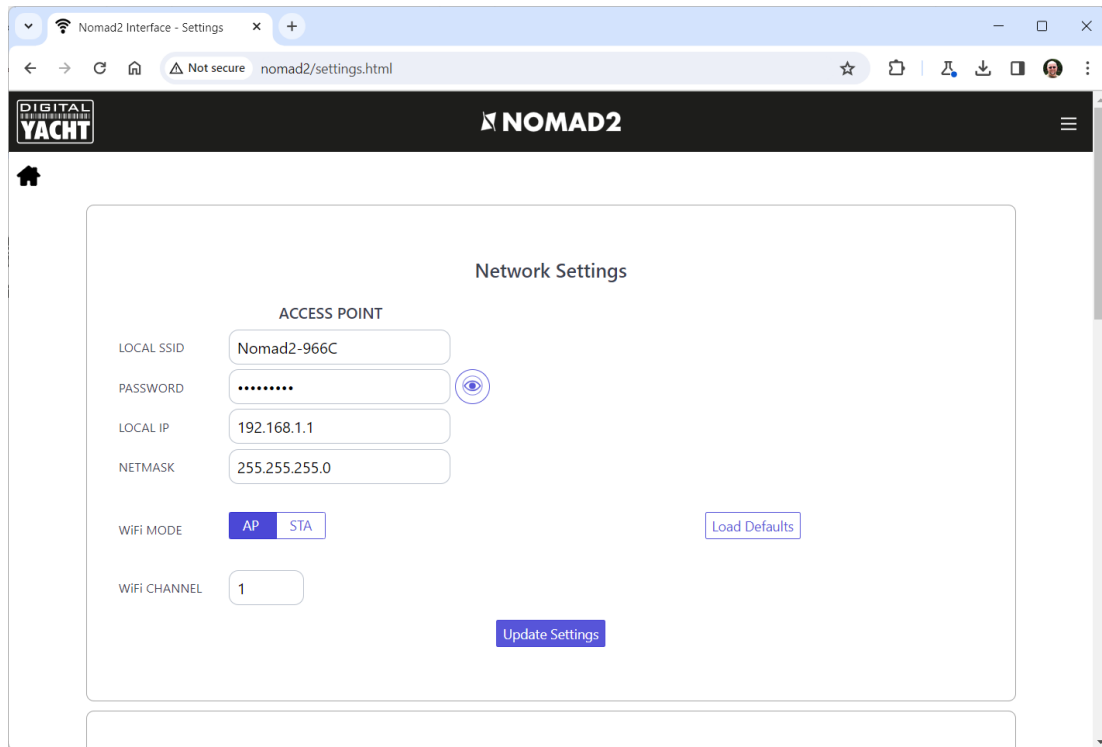 Nomad2 Interface - Settings
Not secure nomad2/settings.html
DIGITAL
YACHT
NOMAD2
Network Settings
ACCESS POINT
LOCAL SSID Nomad2-966C
PASSWORD •••••••••
LOCAL IP 192.168.1.1
NETMASK 255.255.255.0
WiFi MODE AP STA Load Defaults
WiFi CHANNEL 1
Update Settings